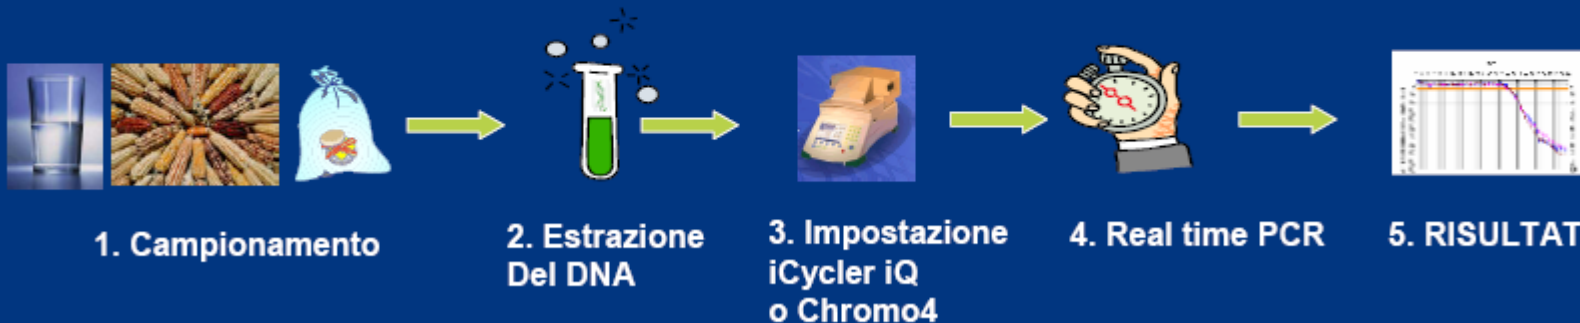 1. Campionamento
2. Estrazione
Del DNA
3. Impostazione
iCycler iQ
o Chromo4
4. Real time PCR
5. RISULTAT